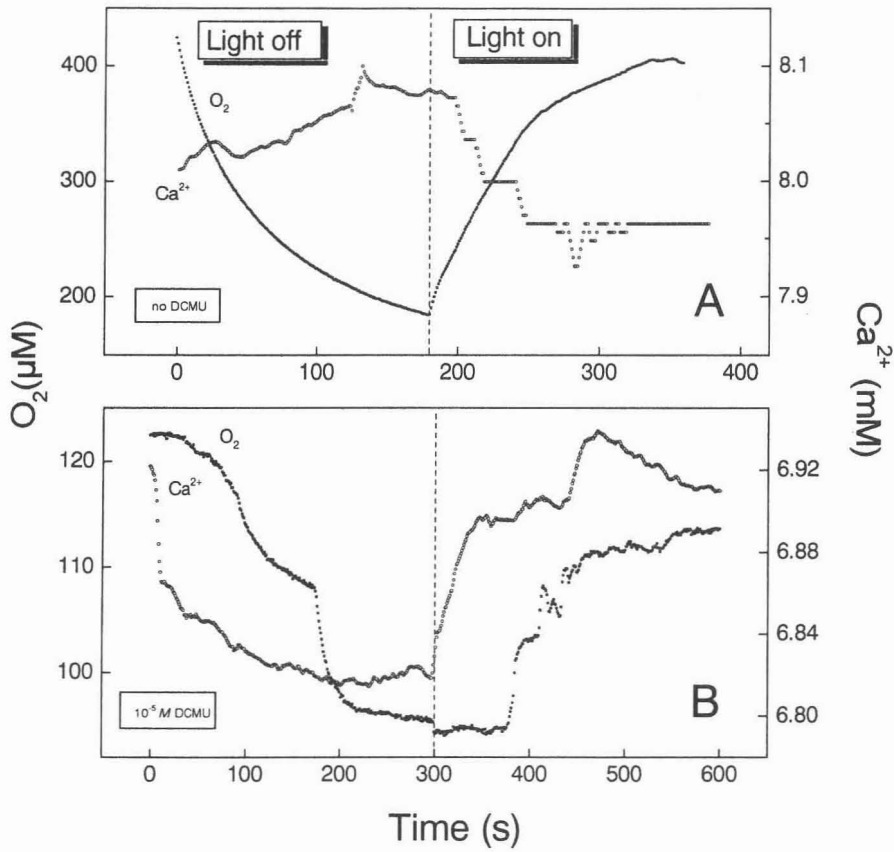 Light off
Light on
400
300
200
8.1
8.0
7.9
O₂
Ca²⁺
no DCMU
A
0 100 200 300 400
O₂(µM)
Ca²⁺ (mM)
120
110
100
6.92
6.88
6.84
6.80
O₂
Ca²⁺
10⁻⁵ M DCMU
B
0 100 200 300 400 500 600
Time (s)